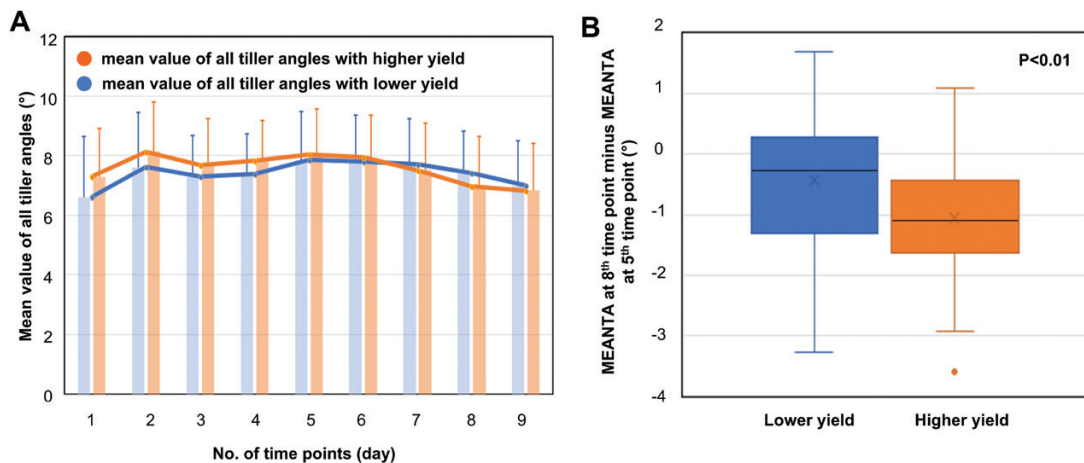 A
mean value of all tiller angles with higher yield
mean value of all tiller angles with lower yield
Mean value of all tiller angles (°)
12
10
8
6
4
2
0
1 2 3 4 5 6 7 8 9
No. of time points (day)
B
P<0.01
MEANTA at 8th time point minus MEANTA
at 5th time point (°)
2
1
0
-1
-2
-3
-4
Lower yield Higher yield